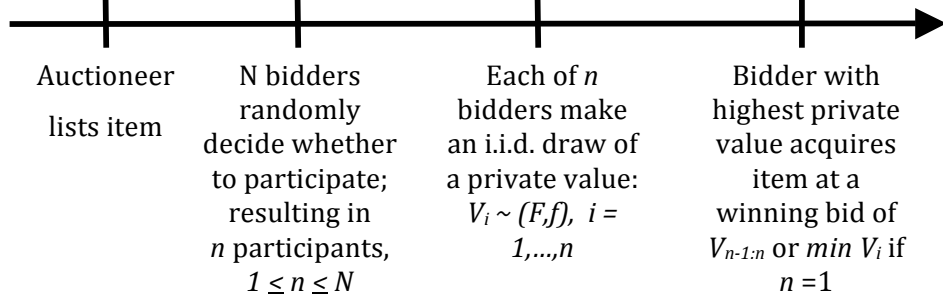 Auctioneer
lists item
N bidders
randomly
decide whether
to participate;
resulting in
n participants,
1 ≤ n ≤ N
Each of n
bidders make
an i.i.d. draw of
a private value:
Vi ~ (F,f), i =
1,...,n
Bidder with
highest private
value acquires
item at a
winning bid of
Vn-1:n or min Vi if
n =1